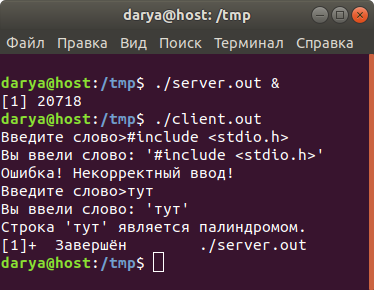 darya@host: /tmp
Файл Правка Вид Поиск Терминал Справка
darya@host:/tmp$ ./server.out &
[1] 20718
darya@host:/tmp$ ./client.out
Введите слово>#include <stdio.h>
Вы ввели слово: '#include <stdio.h>'
Ошибка! Некорректный ввод!
Введите слово>тут
Вы ввели слово: 'тут'
Строка 'тут' является палиндромом.
[1]+  Завершён        ./server.out
darya@host:/tmp$